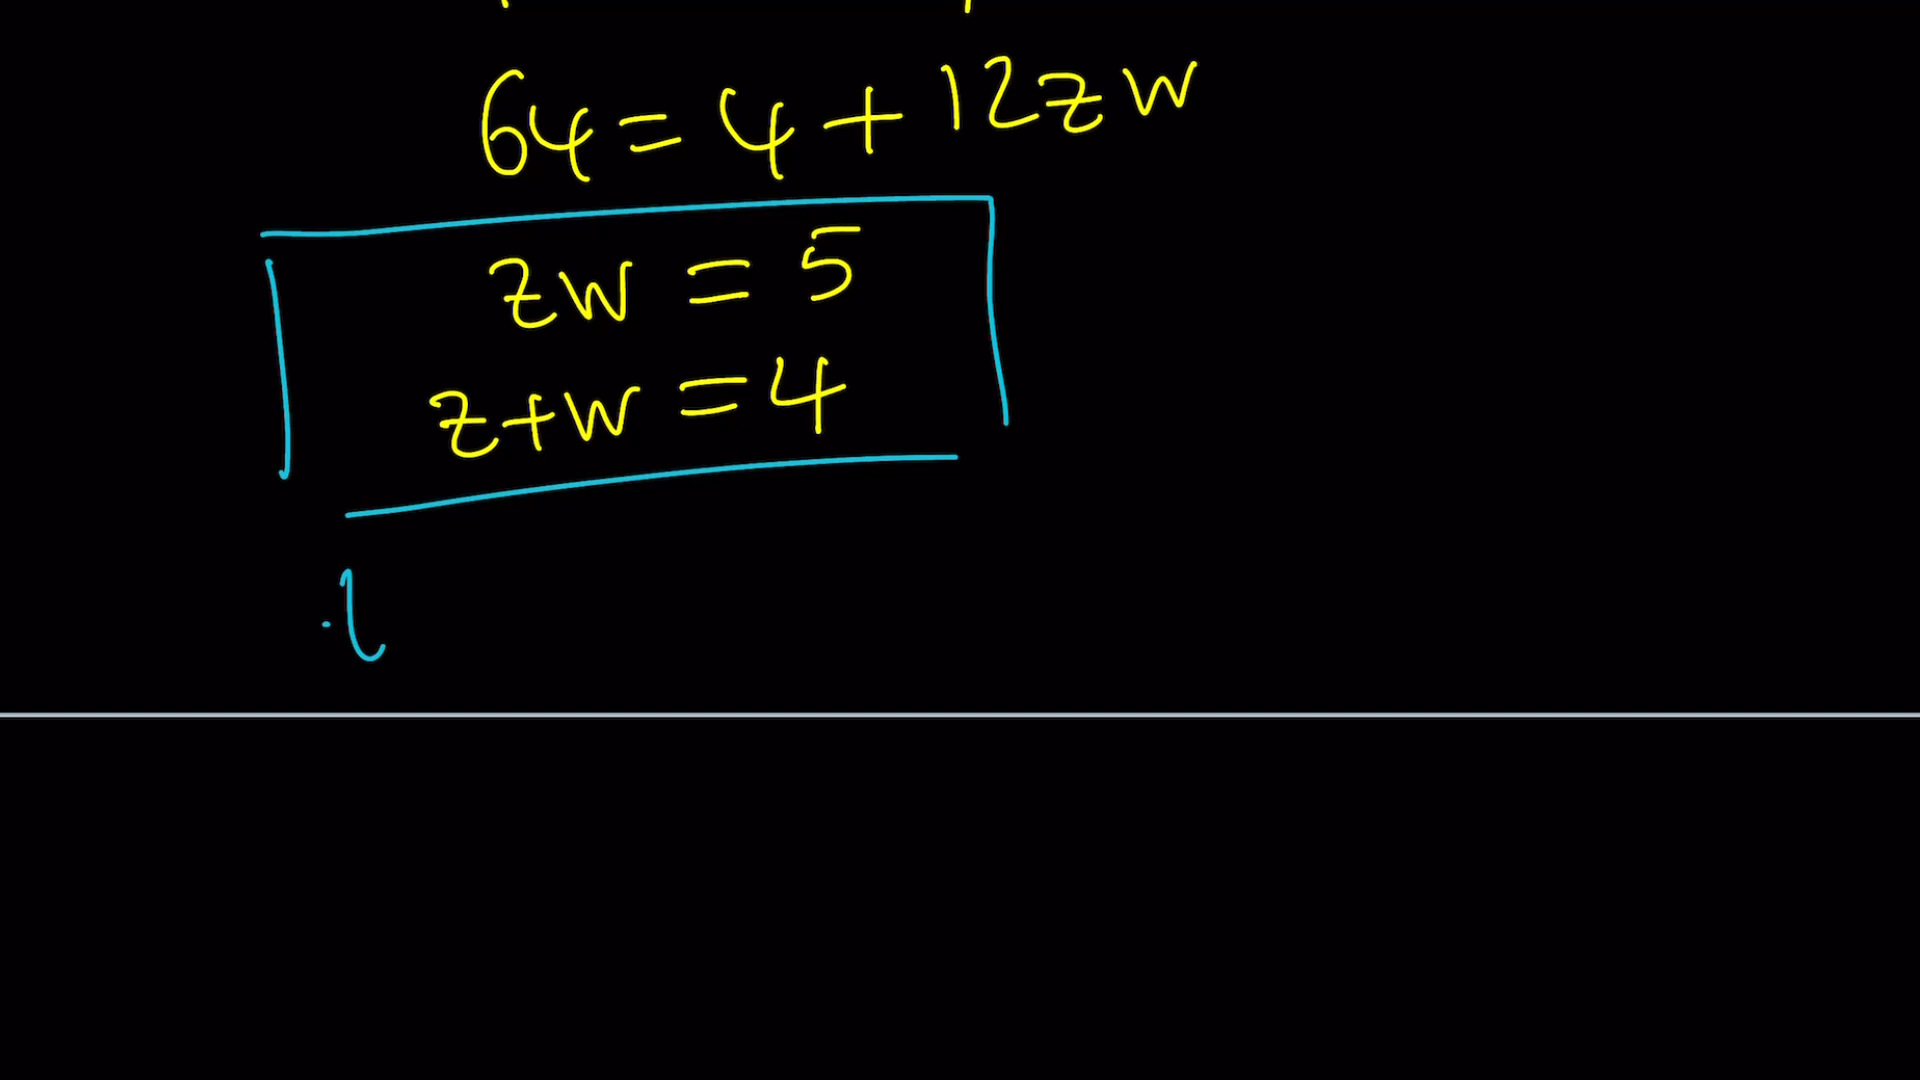 64 = 4 + 12zw
zw = 5
z+w = 4